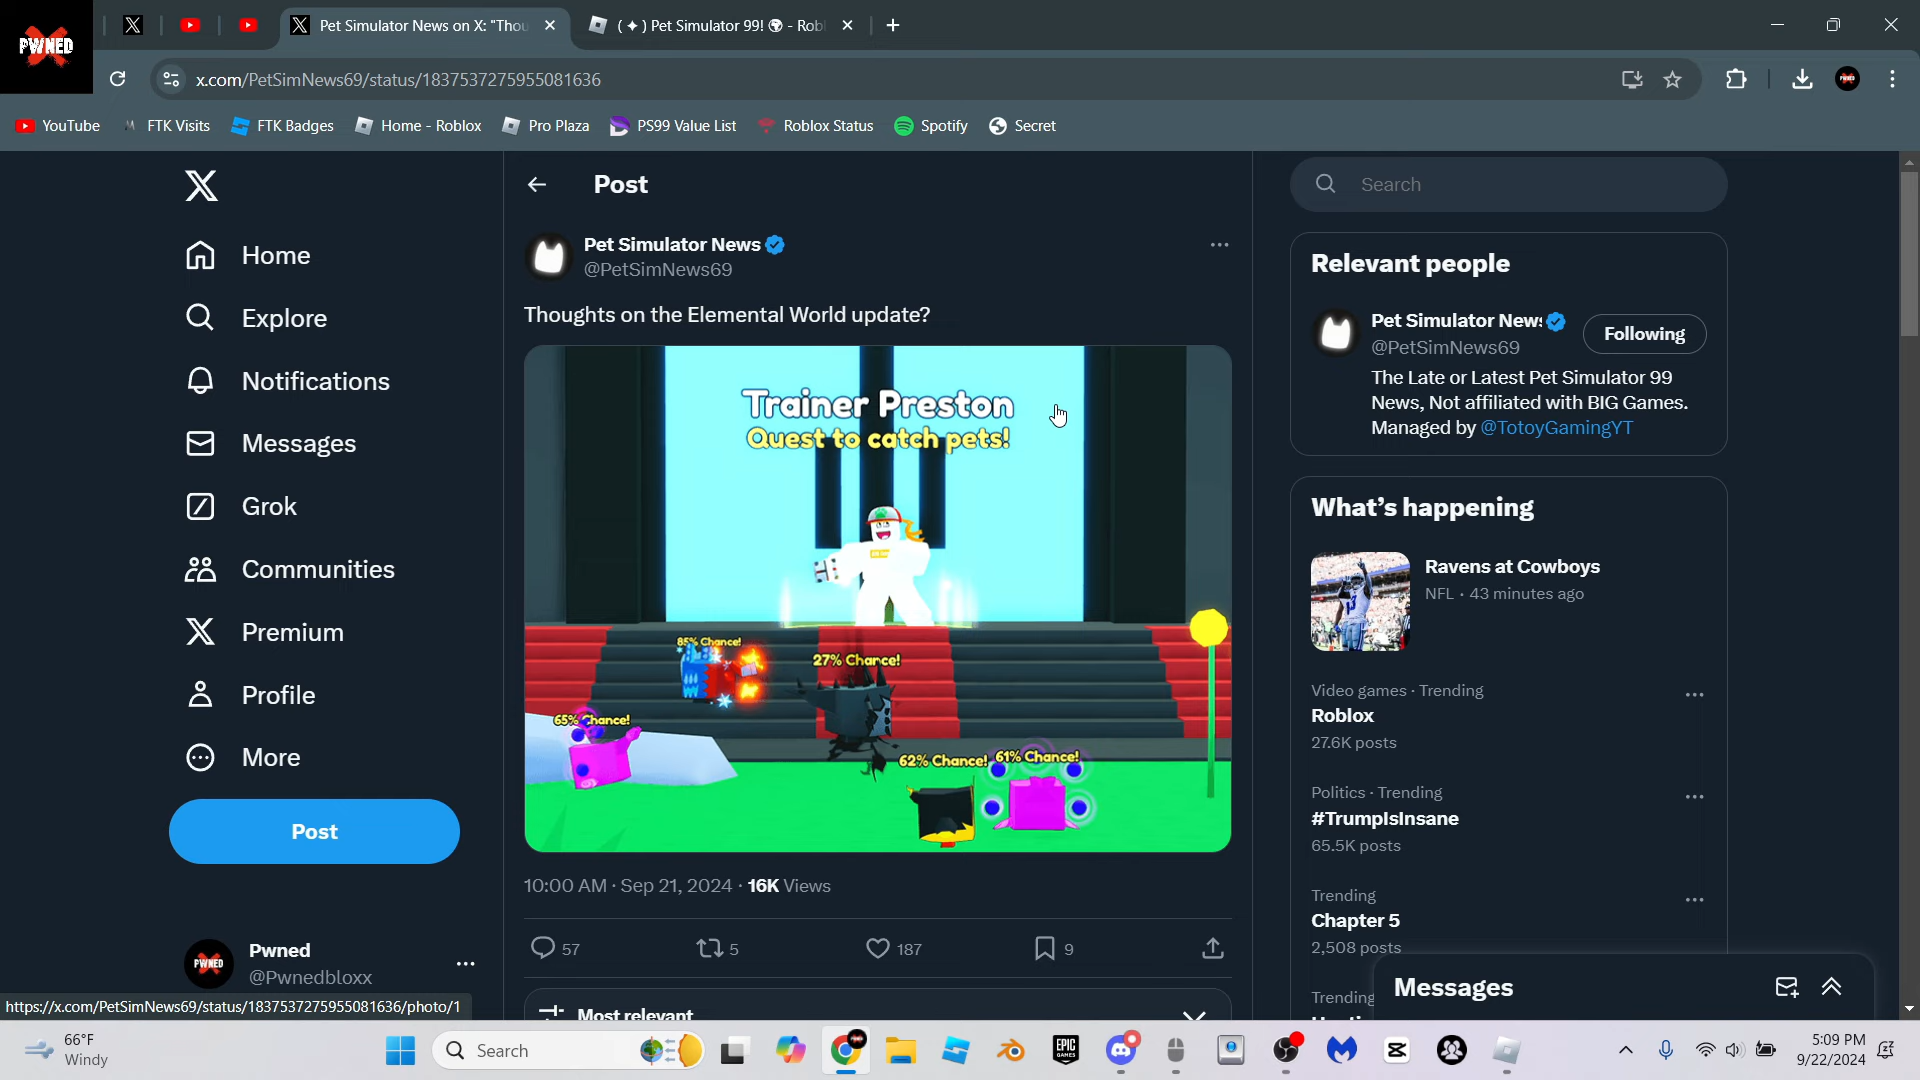 PWNED
Pet Simulator News on X: "Thou
( ✦ ) Pet Simulator 99! - Rob
x.com/PetSimNews69/status/1837537275955081636
YouTube
FTK Visits
FTK Badges
Home - Roblox
Pro Plaza
PS99 Value List
Roblox Status
Spotify
Secret
Home
Explore
Notifications
Messages
Grok
Communities
Premium
Profile
More
Post
Pwned
@Pwnedbloxx
https://x.com/PetSimNews69/status/1837537275955081636/photo/1
Post
Pet Simulator News
@PetSimNews69
Thoughts on the Elemental World update?
Trainer Preston
Quest to catch pets!
85% Chance!
27% Chance!
65% Chance!
62% Chance!
61% Chance!
10:00 AM · Sep 21, 2024 · 16K Views
57
5
187
9
Most relevant
Search
Relevant people
Pet Simulator New
@PetSimNews69
Following
The Late or Latest Pet Simulator 99
News, Not affiliated with BIG Games.
Managed by @TotoyGamingYT
What's happening
Ravens at Cowboys
NFL · 43 minutes ago
Video games · Trending
Roblox
27.6K posts
Politics · Trending
#TrumpIsInsane
65.5K posts
Trending
Chapter 5
2,508 posts
Trending
Messages
66°F
Windy
Search
EPIC
GAMES
5:09 PM
9/22/2024